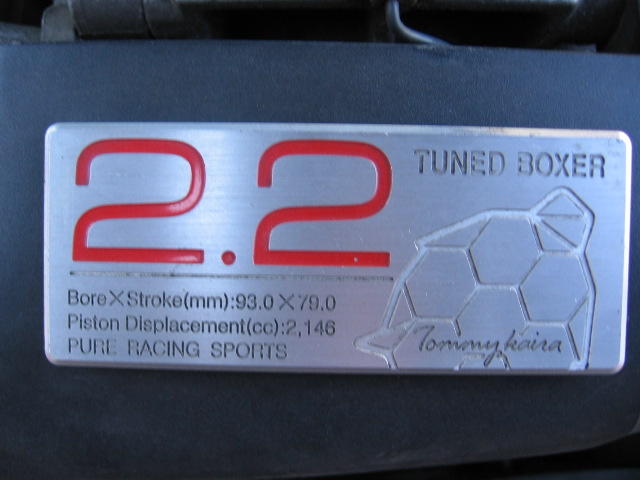 2.2
TUNED BOXER
Bore×Stroke(mm):93.0×79.0
Piston Displacement(cc):2,146
PURE RACING SPORTS
Tommykaira